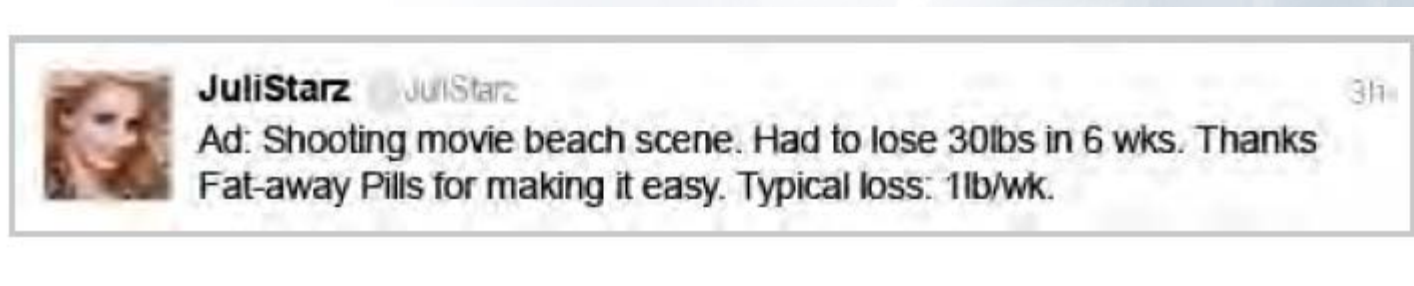 JuliStarz @JuliStarz 3h
Ad: Shooting movie beach scene. Had to lose 30lbs in 6 wks. Thanks
Fat-away Pills for making it easy. Typical loss: 1lb/wk.